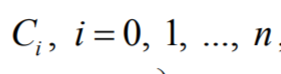 C_i, i = 0, 1, ..., n,